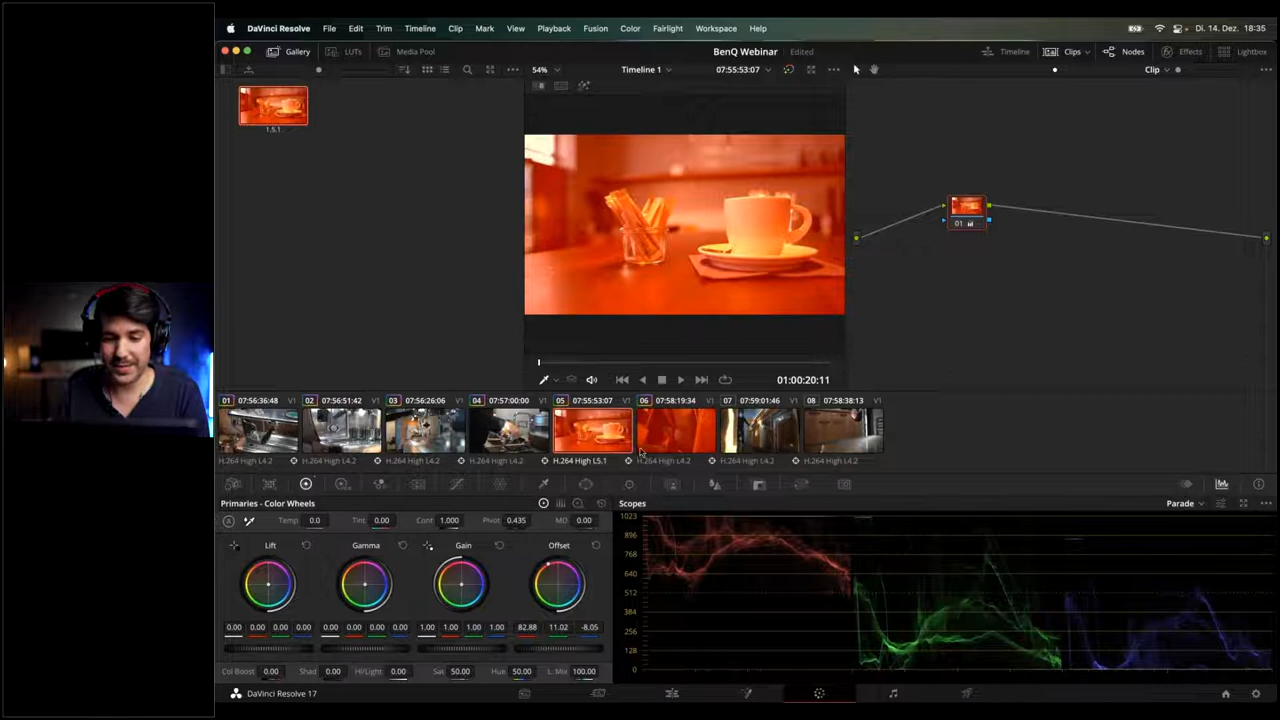 DaVinci Resolve File Edit Trim Timeline Clip Mark View Playback Fusion Color Fairlight Workspace Help Di. 14. Dez. 18:35
Gallery LUTs Media Pool BenQ Webinar Edited Timeline Clips Nodes Effects Lightbox
54% Timeline 1 07:55:53:07 Clip
1.5.1
01
01:00:20:11
01 07:56:36:48 V1 02 07:56:51:42 V1 03 07:56:26:06 V1 04 07:57:00:00 V1 05 07:55:53:07 V1 06 07:58:19:34 V1 07 07:59:01:46 V1 08 07:58:38:13 V1
H.264 High L4.2 H.264 High L4.2 H.264 High L4.2 H.264 High L4.2 H.264 High L5.1 H.264 High L4.2 H.264 High L4.2 H.264 High L4.2
Primaries - Color Wheels Scopes Parade
Temp 0.0 Tint 0.00 Cont 1.000 Pivot 0.435 MD 0.00
Lift Gamma Gain Offset
0.00 0.00 0.00 0.00 0.00 0.00 0.00 0.00 1.00 1.00 1.00 1.00 82.88 11.02 -8.05
Col Boost 0.00 Shad 0.00 Hi/Light 0.00 Sat 50.00 Hue 50.00 L. Mix 100.00
1023
896
768
640
512
384
256
128
0
DaVinci Resolve 17